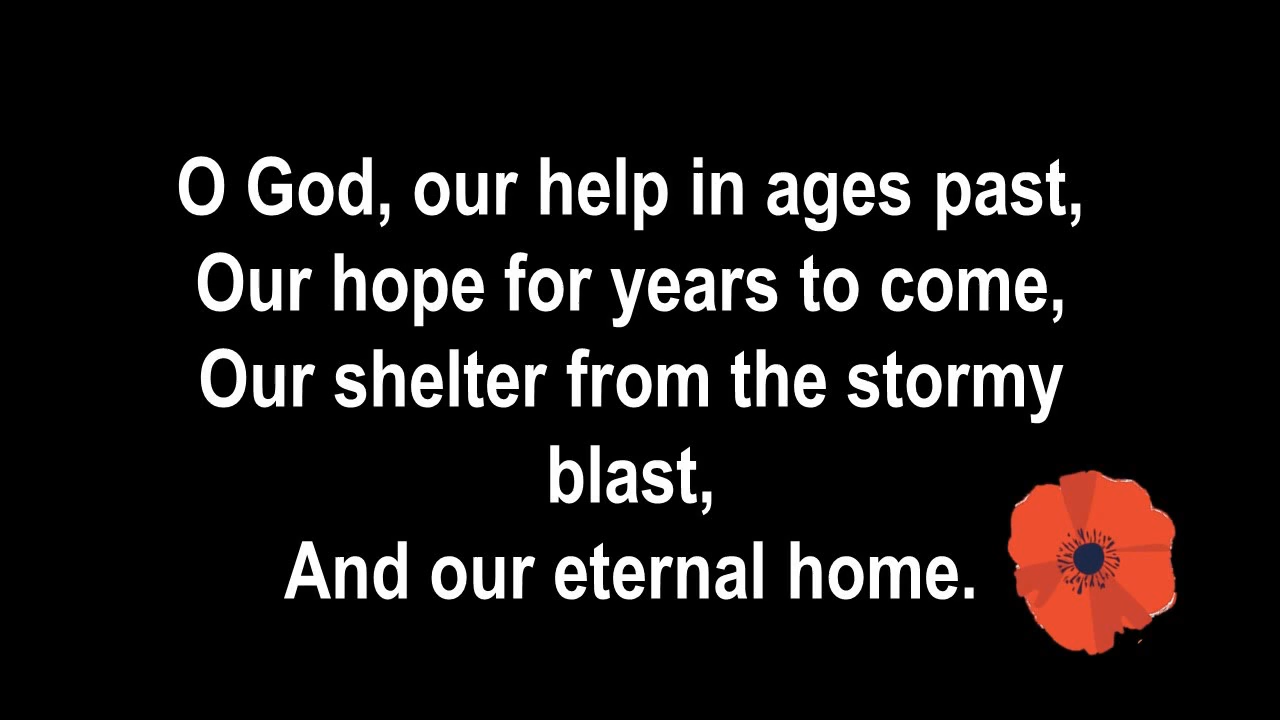 O God, our help in ages past,
Our hope for years to come,
Our shelter from the stormy
blast,
And our eternal home.